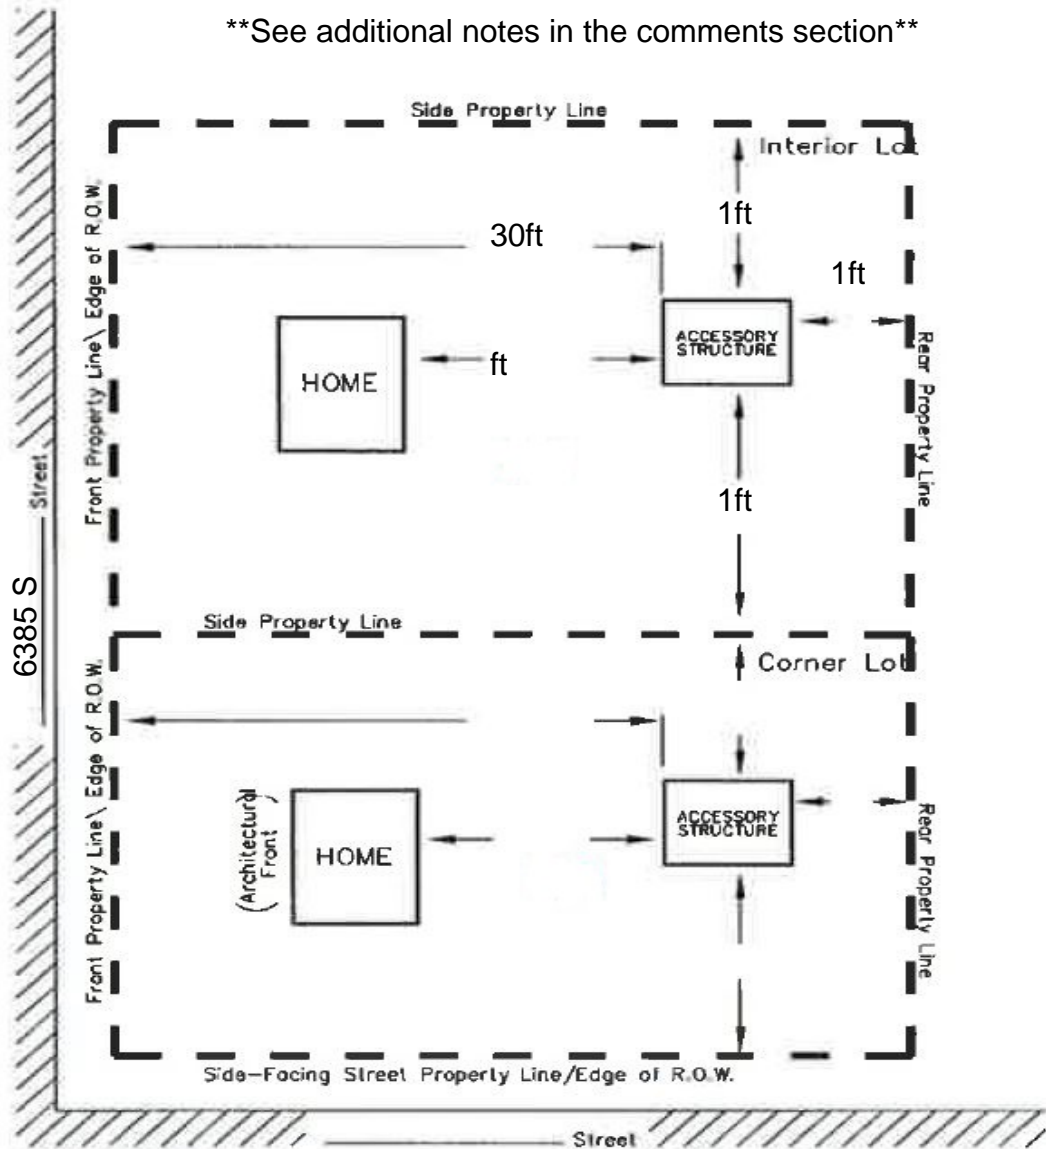 **See additional notes in the comments section**
Side Property Line
Interior Lot
1ft
30ft
1ft
Front Property Line\ Edge of R.O.W.
ACCESSORY
STRUCTURE
HOME
ft
Rear Property Line
Street
1ft
6385 S
Side Property Line
Corner Lot
Front Property Line\ Edge of R.O.W.
(Architectural
Front)
HOME
ACCESSORY
STRUCTURE
Rear Property Line
Side-Facing Street Property Line/Edge of R.O.W.
Street